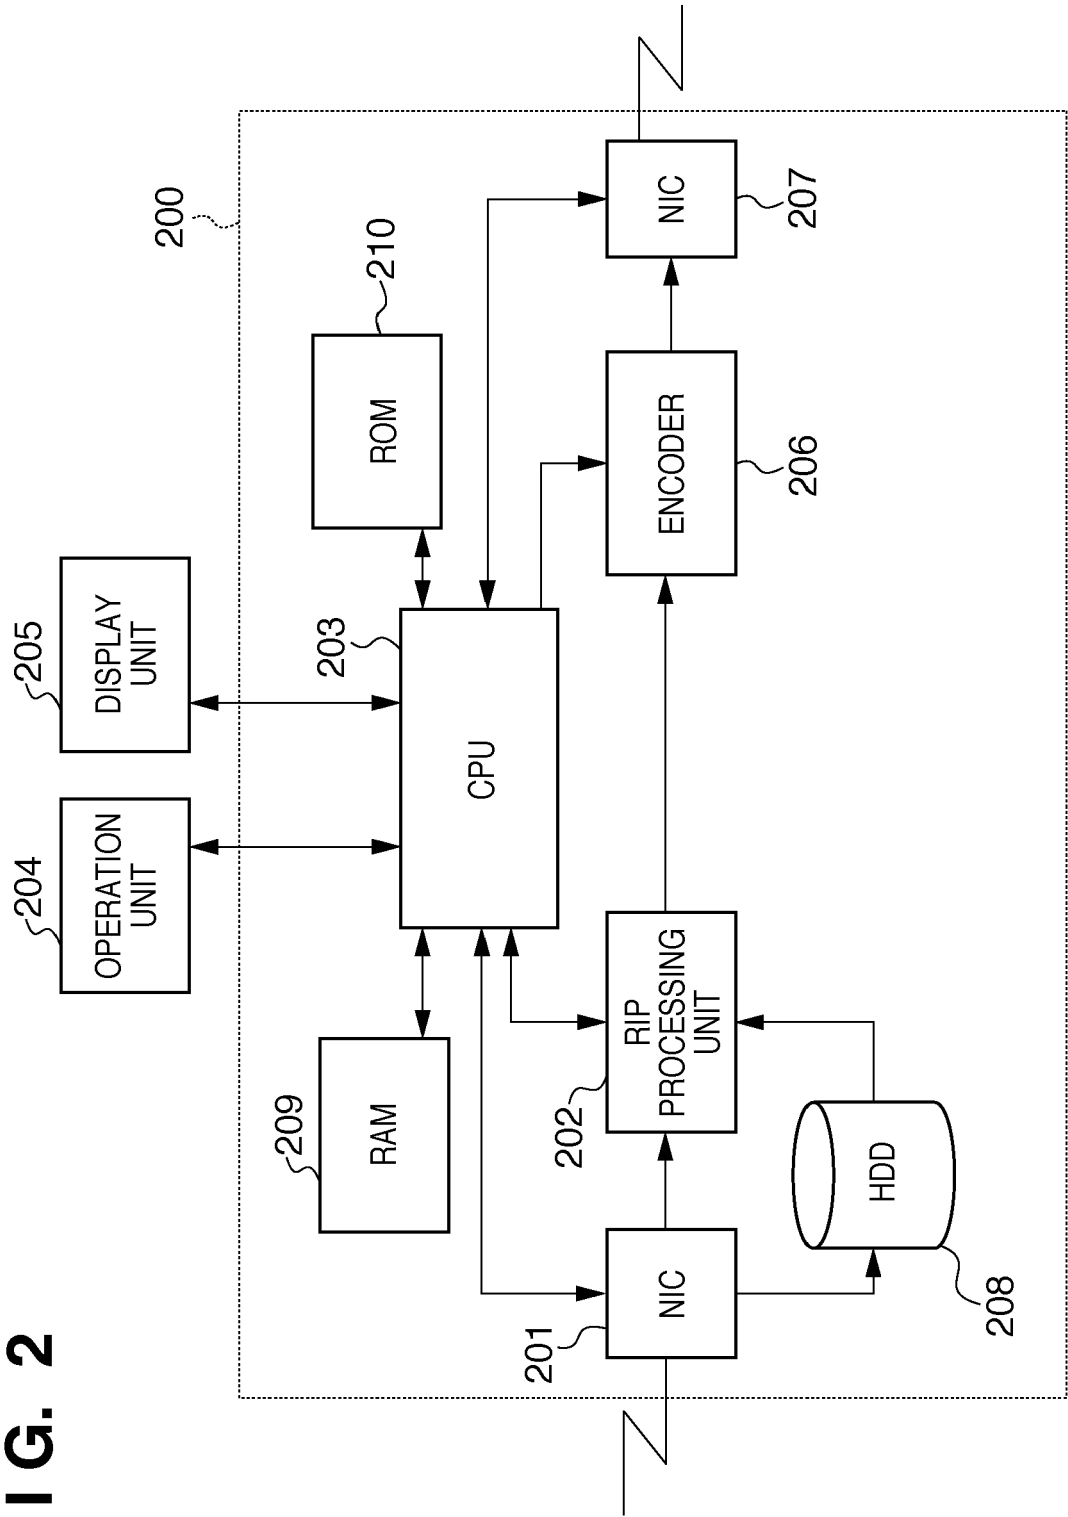 IG. 2
204
205
OPERATION
UNIT
DISPLAY
UNIT
200
209
203
210
RAM
CPU
ROM
201
202
NIC
RIP
PROCESSING
UNIT
ENCODER
NIC
206
207
HDD
208